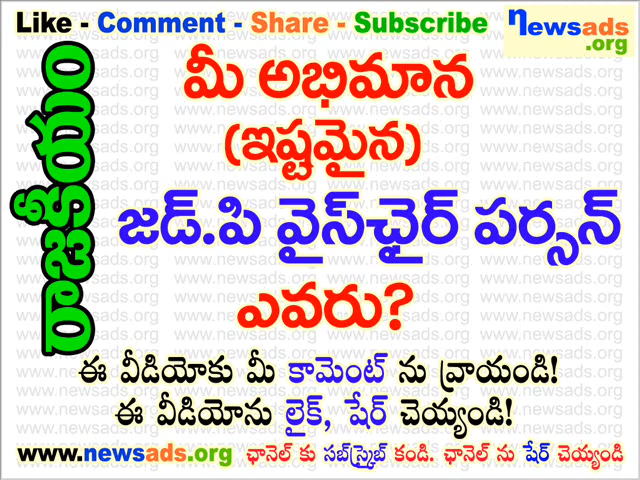 Like - Comment - Share - Subscribe
newsads
.org
రాజకీయం
మీ అభిమాన
(ఇష్టమైన)
జడ్.పి వైస్‌ఛైర్ పర్సన్
ఎవరు?
ఈ వీడియోకు మీ కామెంట్ ను వ్రాయండి!
ఈ వీడియోను లైక్, షేర్ చెయ్యండి!
www.newsads.org ఛానెల్ కు సబ్‌స్క్రైబ్ కండి. ఛానెల్ ను షేర్ చెయ్యండి